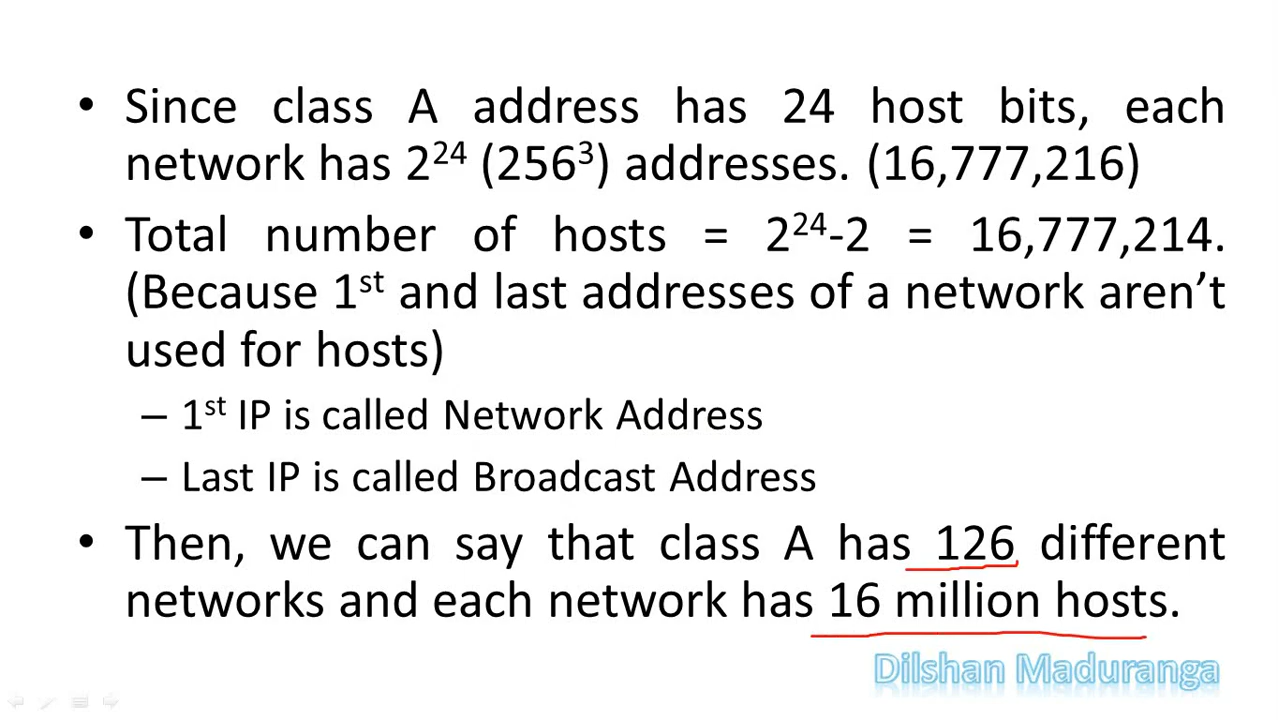 • Since class A address has 24 host bits, each
network has 2²⁴ (256³) addresses. (16,777,216)
• Total number of hosts = 2²⁴-2 = 16,777,214.
(Because 1ˢᵗ and last addresses of a network aren’t
used for hosts)
– 1ˢᵗ IP is called Network Address
– Last IP is called Broadcast Address
• Then, we can say that class A has 126 different
networks and each network has 16 million hosts.
Dilshan Maduranga